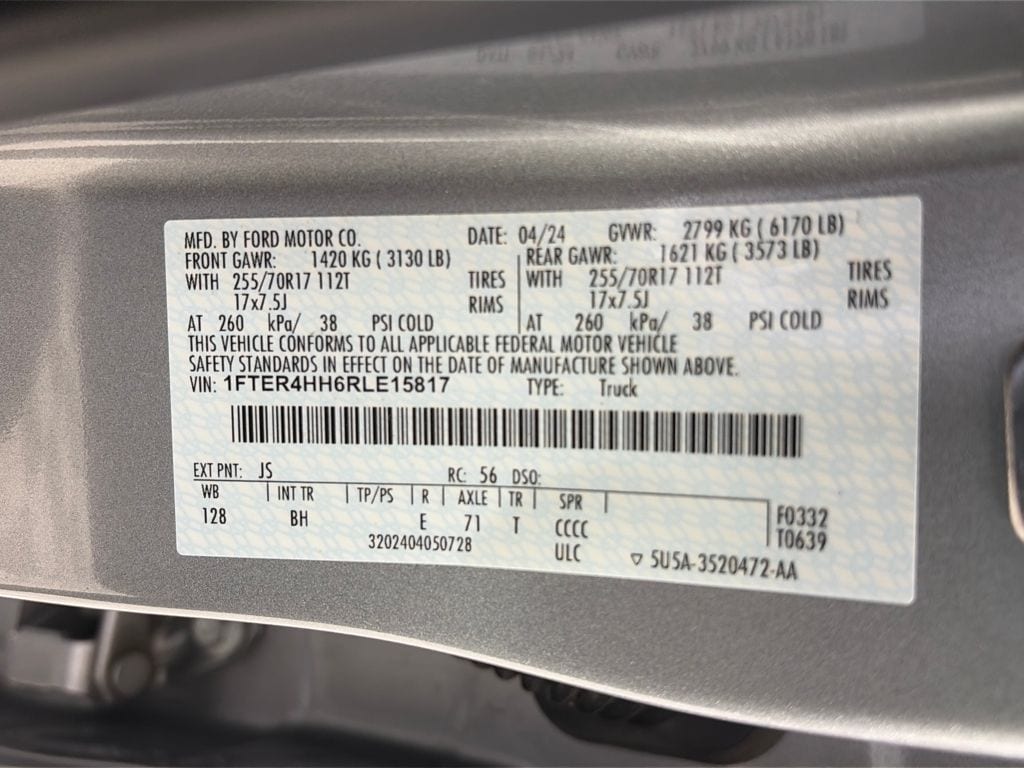 MFD. BY FORD MOTOR CO. DATE: 04/24 GVWR: 2799 KG ( 6170 LB)
FRONT GAWR: 1420 KG ( 3130 LB) REAR GAWR: 1621 KG ( 3573 LB)
WITH 255/70R17 112T TIRES WITH 255/70R17 112T TIRES
17x7.5J RIMS 17x7.5J RIMS
AT 260 kPa/ 38 PSI COLD AT 260 kPa/ 38 PSI COLD
THIS VEHICLE CONFORMS TO ALL APPLICABLE FEDERAL MOTOR VEHICLE
SAFETY STANDARDS IN EFFECT ON THE DATE OF MANUFACTURE SHOWN ABOVE.
VIN: 1FTER4HH6RLE15817 TYPE: Truck
EXT PNT: JS RC: 56 DSO:
WB INT TR TP/PS R AXLE TR SPR
128 BH E 71 T CCCC F0332
3202404050728 ULC T0639
▽ 5U5A-3520472-AA